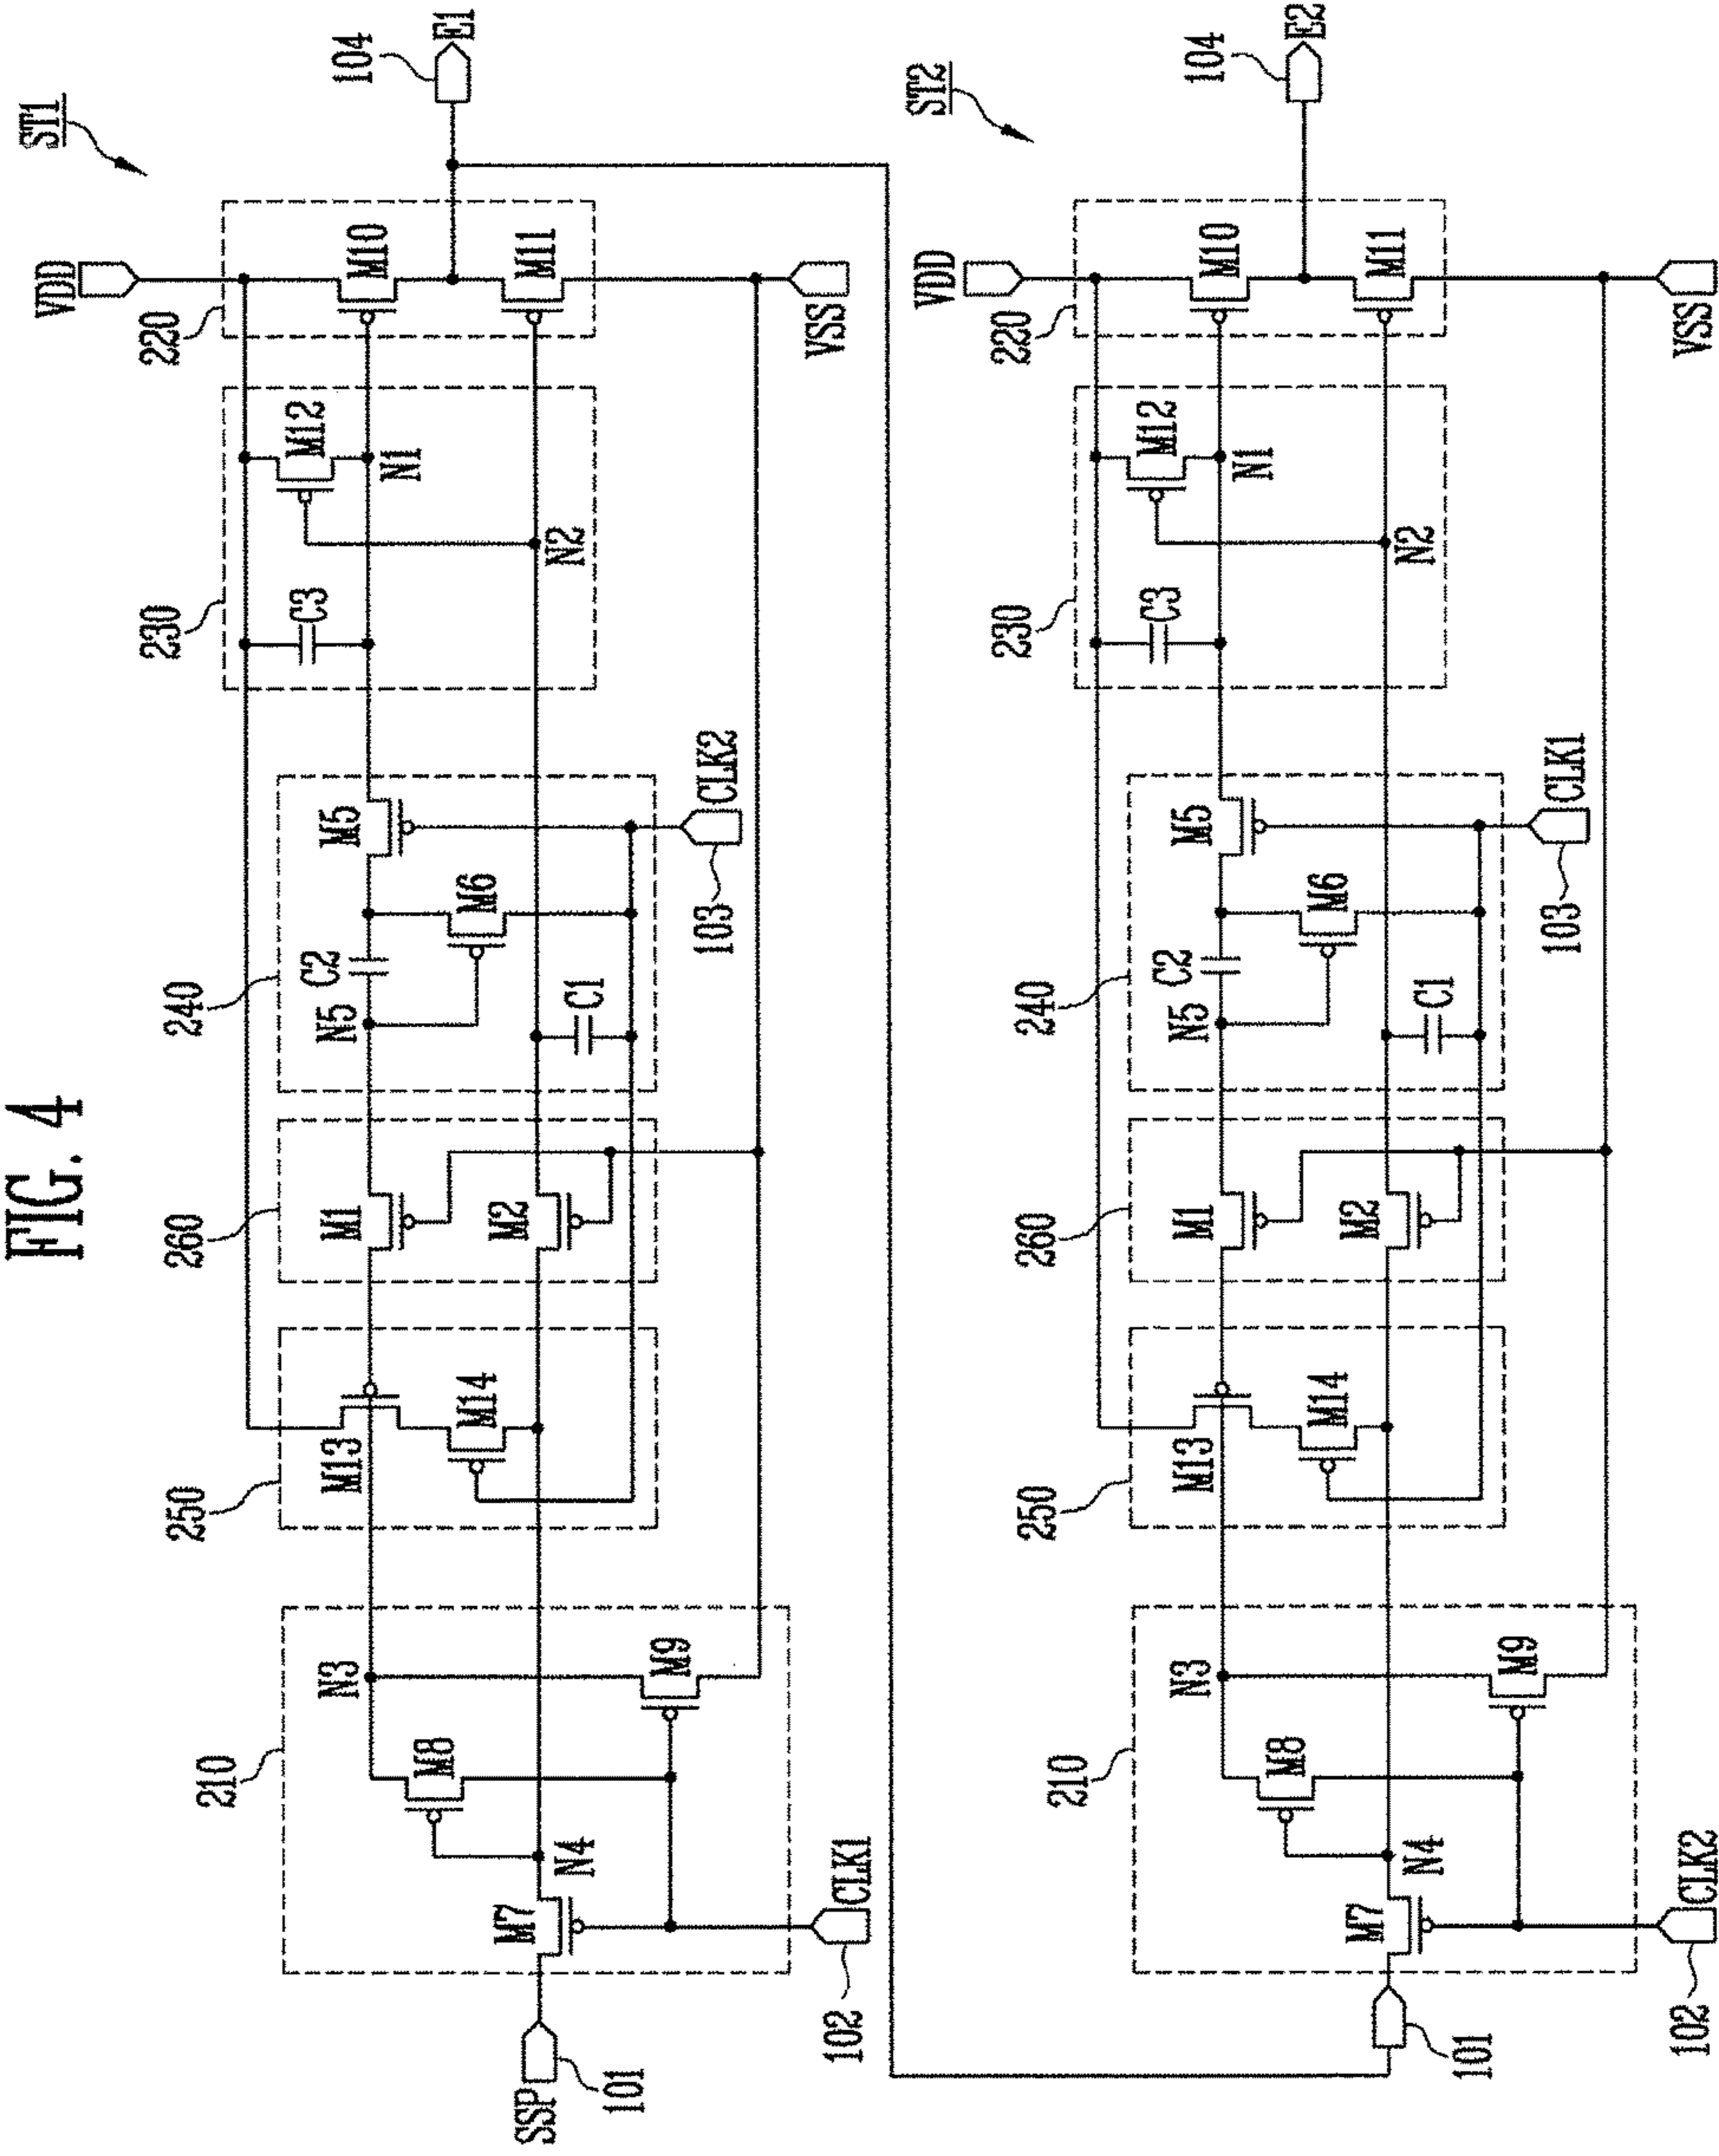 FIG. 4
ST1
VDD
104
E1
220
M10
M11
VSS
230
M12
N1
N2
C3
240
M5
M6
C2
N5
C1
CLK2
103
260
M1
M2
250
M13
M14
210
N3
M9
M8
N4
M7
CLK1
102
SSP
101
ST2
VDD
104
E2
220
M10
M11
VSS
230
M12
N1
N2
C3
240
M5
M6
C2
N5
C1
CLK1
103
260
M1
M2
250
M13
M14
210
N3
M9
M8
N4
M7
CLK2
102
101